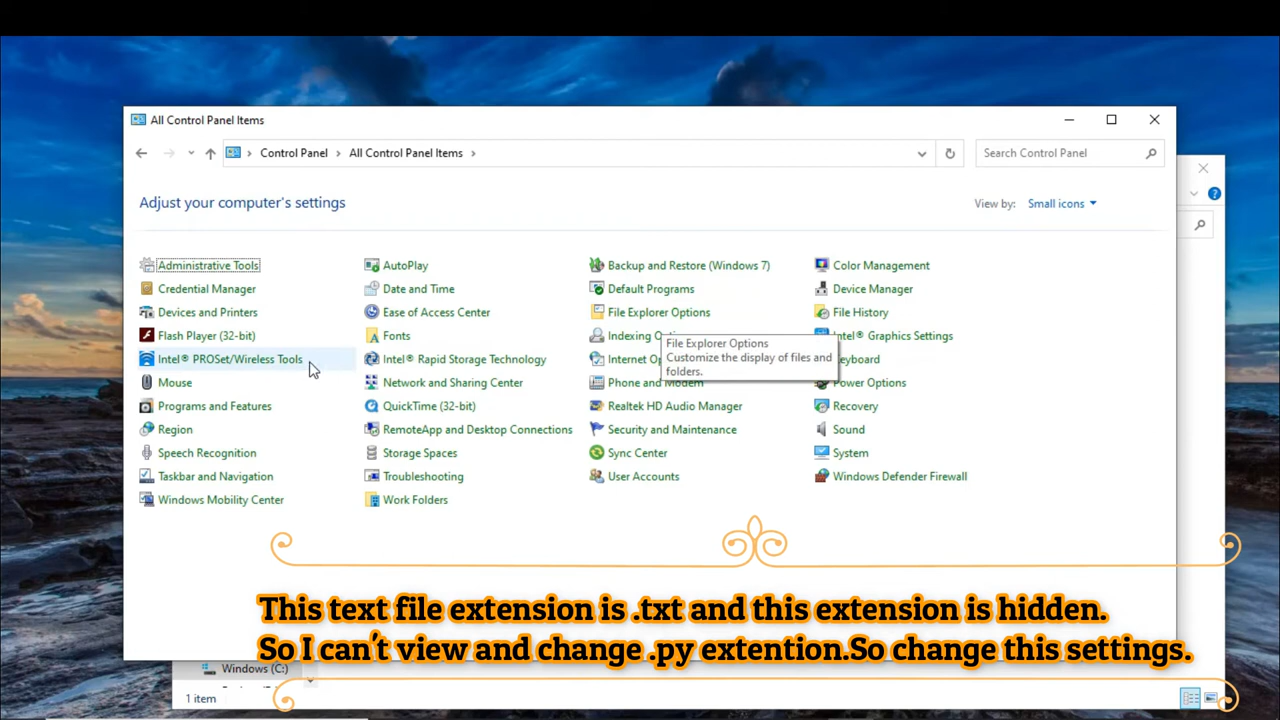 All Control Panel Items
Control Panel > All Control Panel Items >
Search Control Panel
Adjust your computer's settings
View by: Small icons
Administrative Tools
AutoPlay
Backup and Restore (Windows 7)
Color Management
Credential Manager
Date and Time
Default Programs
Device Manager
Devices and Printers
Ease of Access Center
File Explorer Options
File History
Flash Player (32-bit)
Fonts
Indexing
Intel® Graphics Settings
Intel® PROSet/Wireless Tools
Intel® Rapid Storage Technology
Internet
File Explorer Options
Customize the display of files and
folders.
Mouse
Network and Sharing Center
Phone and Modem
Power Options
Programs and Features
QuickTime (32-bit)
Realtek HD Audio Manager
Recovery
Region
RemoteApp and Desktop Connections
Security and Maintenance
Sound
Speech Recognition
Storage Spaces
Sync Center
System
Taskbar and Navigation
Troubleshooting
User Accounts
Windows Defender Firewall
Windows Mobility Center
Work Folders
This text file extension is .txt and this extension is hidden.
So I can't view and change .py extention.So change this settings.
Windows (C:)
1 item